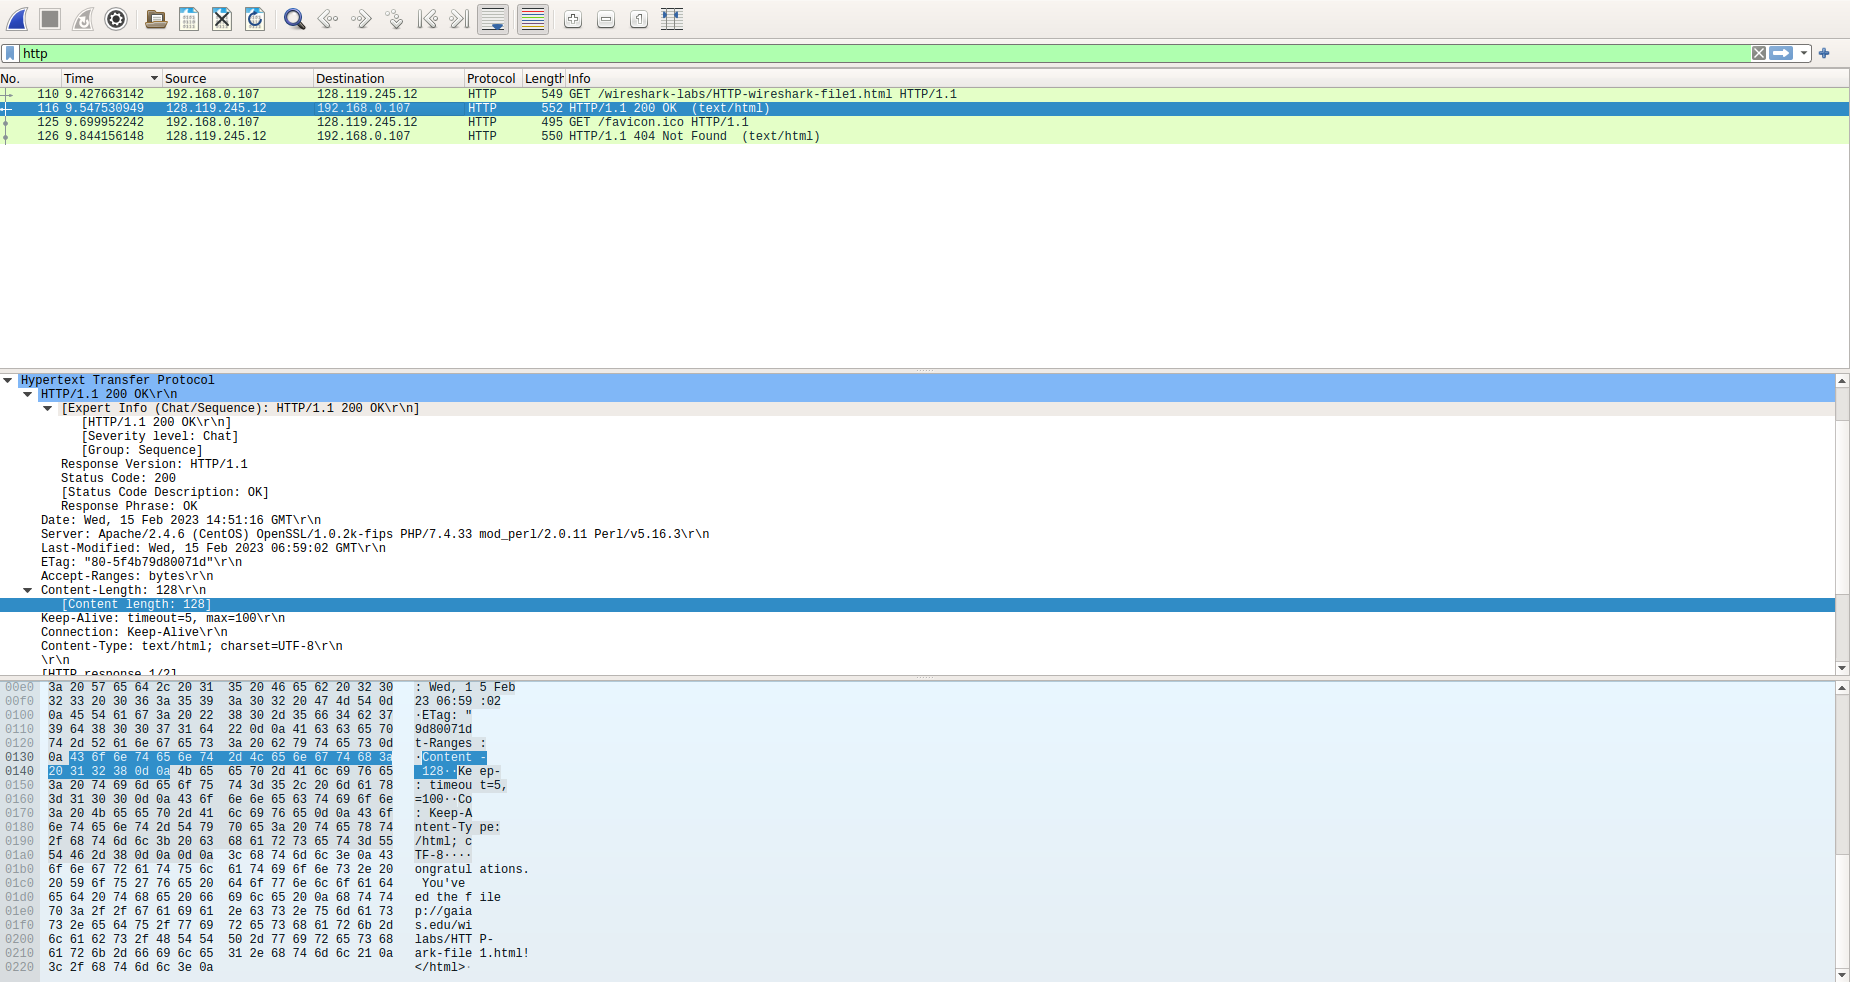 http
No. Time Source Destination Protocol Length Info
110 9.427663142 192.168.0.107 128.119.245.12 HTTP 549 GET /wireshark-labs/HTTP-wireshark-file1.html HTTP/1.1
116 9.547530949 128.119.245.12 192.168.0.107 HTTP 552 HTTP/1.1 200 OK (text/html)
125 9.699952242 192.168.0.107 128.119.245.12 HTTP 495 GET /favicon.ico HTTP/1.1
126 9.844156148 128.119.245.12 192.168.0.107 HTTP 550 HTTP/1.1 404 Not Found (text/html)
Hypertext Transfer Protocol
HTTP/1.1 200 OK\r\n
[Expert Info (Chat/Sequence): HTTP/1.1 200 OK\r\n]
[HTTP/1.1 200 OK\r\n]
[Severity level: Chat]
[Group: Sequence]
Response Version: HTTP/1.1
Status Code: 200
[Status Code Description: OK]
Response Phrase: OK
Date: Wed, 15 Feb 2023 14:51:16 GMT\r\n
Server: Apache/2.4.6 (CentOS) OpenSSL/1.0.2k-fips PHP/7.4.33 mod_perl/2.0.11 Perl/v5.16.3\r\n
Last-Modified: Wed, 15 Feb 2023 06:59:02 GMT\r\n
ETag: "80-5f4b79d80071d"\r\n
Accept-Ranges: bytes\r\n
Content-Length: 128\r\n
[Content length: 128]
Keep-Alive: timeout=5, max=100\r\n
Connection: Keep-Alive\r\n
Content-Type: text/html; charset=UTF-8\r\n
\r\n
[HTTP response 1/2]
00e0 3a 20 57 65 64 2c 20 31 35 20 46 65 62 20 32 30 : Wed, 1 5 Feb
00f0 32 33 20 30 36 3a 35 39 3a 30 32 20 47 4d 54 0d 23 06:59 :02
0100 0a 45 54 61 67 3a 20 22 38 30 2d 35 66 34 62 37 ·ETag: "
0110 39 64 38 30 30 37 31 64 22 0d 0a 41 63 63 65 70 9d80071d
0120 74 2d 52 61 6e 67 65 73 3a 20 62 79 74 65 73 0d t-Ranges :
0130 0a 43 6f 6e 74 65 6e 74 2d 4c 65 6e 67 74 68 3a ·Content -
0140 20 31 32 38 0d 0a 4b 65 65 70 2d 41 6c 69 76 65 128··Ke ep-
0150 3a 20 74 69 6d 65 6f 75 74 3d 35 2c 20 6d 61 78 : timeou t=5,
0160 3d 31 30 30 0d 0a 43 6f 6e 6e 65 63 74 69 6f 6e =100··Co
0170 3a 20 4b 65 65 70 2d 41 6c 69 76 65 0d 0a 43 6f : Keep-A
0180 6e 74 65 6e 74 2d 54 79 70 65 3a 20 74 65 78 74 ntent-Ty pe:
0190 2f 68 74 6d 6c 3b 20 63 68 61 72 73 65 74 3d 55 /html; c
01a0 54 46 2d 38 0d 0a 0d 0a 3c 68 74 6d 6c 3e 0a 43 TF-8····
01b0 6f 6e 67 72 61 74 75 6c 61 74 69 6f 6e 73 2e 20 ongratul ations.
01c0 20 59 6f 75 27 76 65 20 64 6f 77 6e 6c 6f 61 64 You've
01d0 65 64 20 74 68 65 20 66 69 6c 65 20 0a 68 74 74 ed the f ile
01e0 70 3a 2f 2f 67 61 69 61 2e 63 73 2e 75 6d 61 73 p://gaia
01f0 73 2e 65 64 75 2f 77 69 72 65 73 68 61 72 6b 2d s.edu/wi
0200 6c 61 62 73 2f 48 54 54 50 2d 77 69 72 65 73 68 labs/HTT P-
0210 61 72 6b 2d 66 69 6c 65 31 2e 68 74 6d 6c 21 0a ark-file 1.html!
0220 3c 2f 68 74 6d 6c 3e 0a </html>·